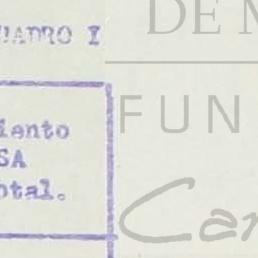 UADRO I
iento
SA
otal.
DE M
FUN
Car